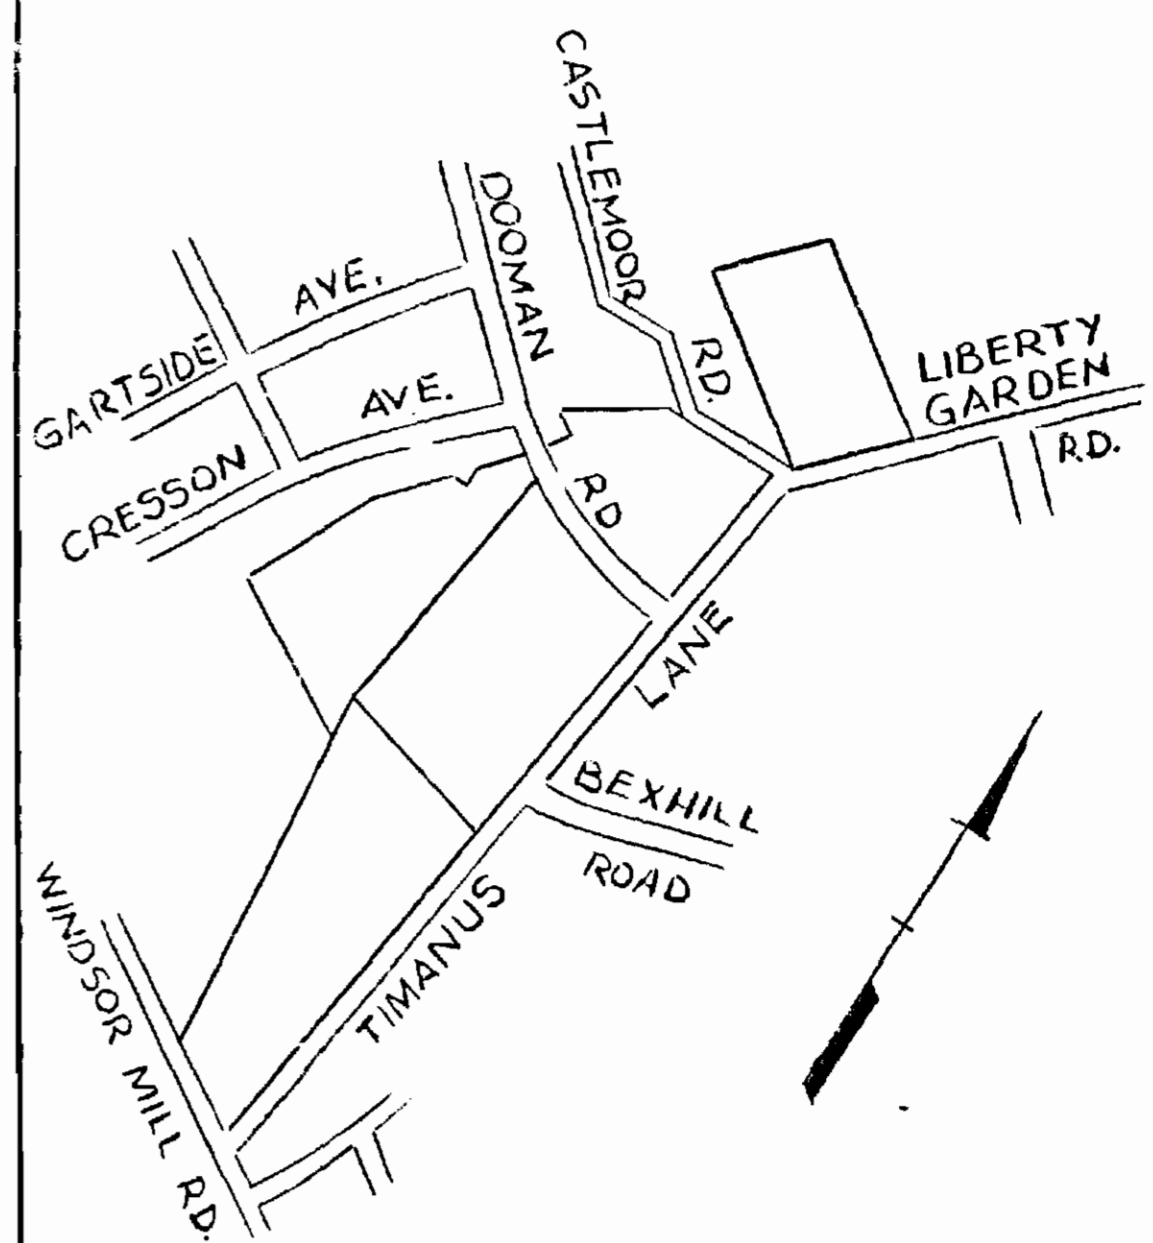 CASTLEMOOR RD.
DOOMAN RD
GARTSIDE AVE.
CRESSON AVE.
LIBERTY
GARDEN
RD.
TIMANUS LANE
BEXHILL
ROAD
WINDSOR MILL RD.